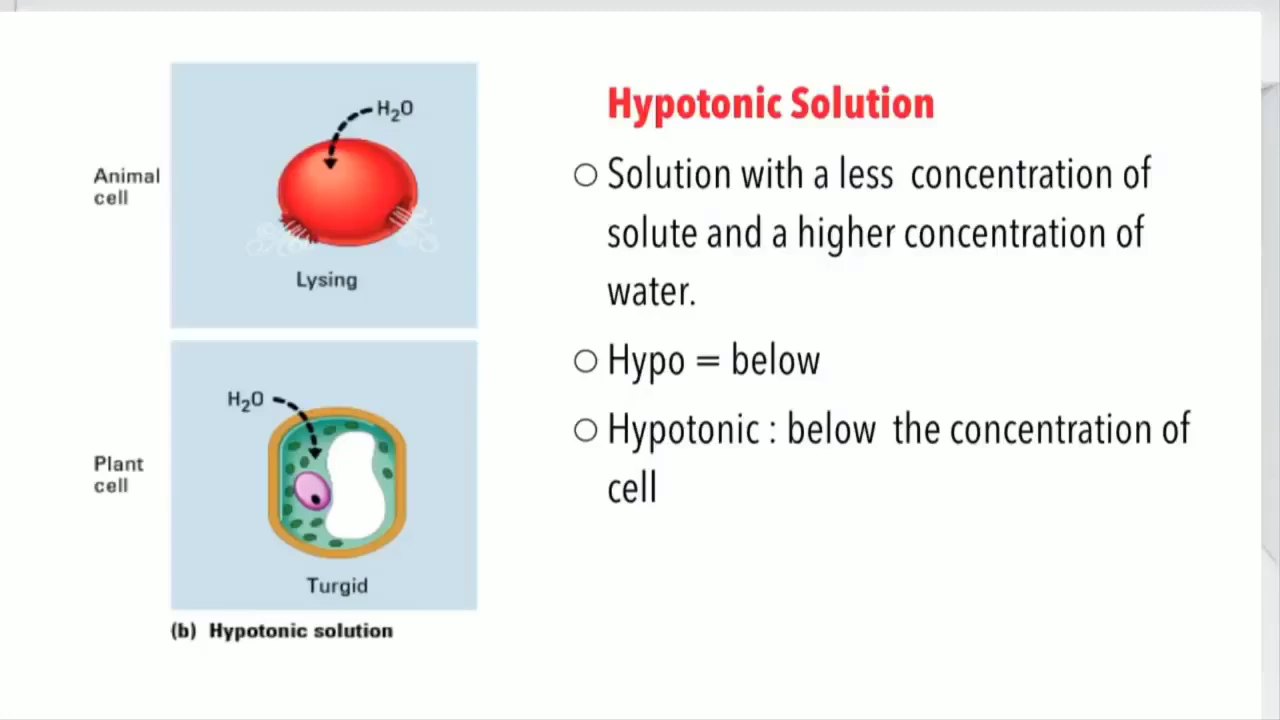 H₂O
Animal
cell
Lysing
H₂O
Plant
cell
Turgid
(b) Hypotonic solution
Hypotonic Solution
○ Solution with a less concentration of
solute and a higher concentration of
water.
○ Hypo = below
○ Hypotonic : below the concentration of
cell